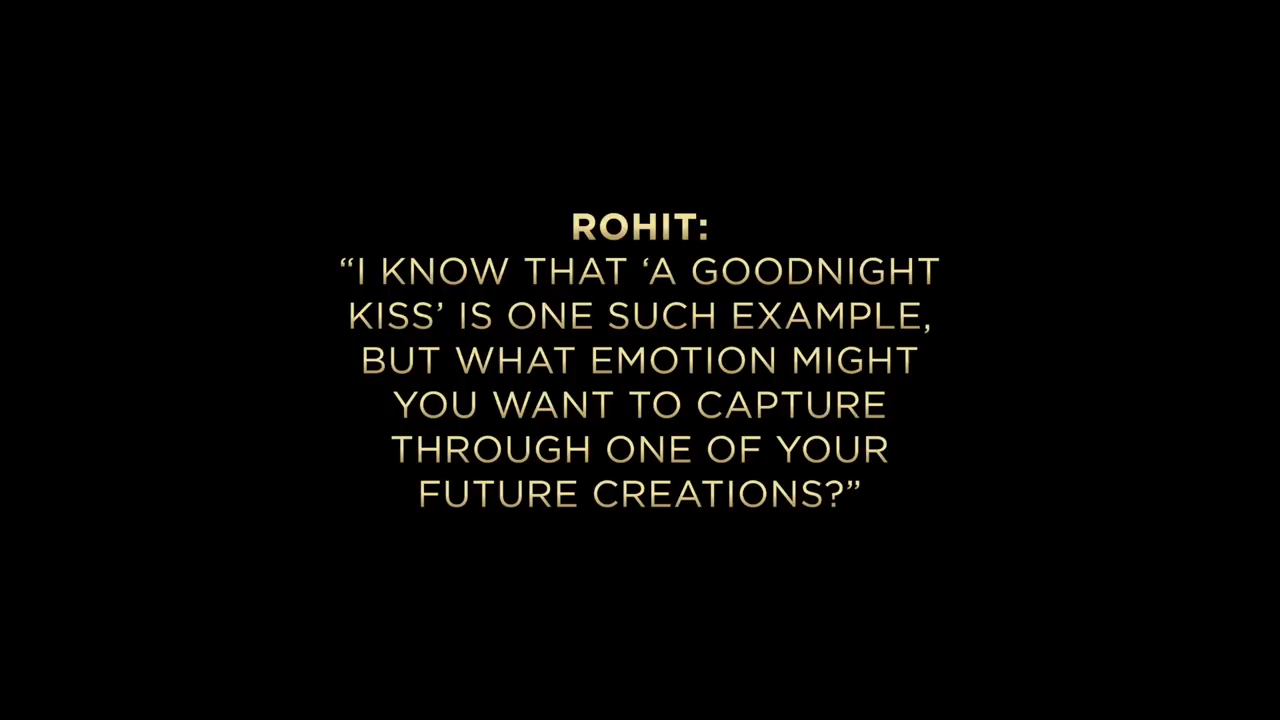 ROHIT:
“I KNOW THAT ‘A GOODNIGHT
KISS’ IS ONE SUCH EXAMPLE,
BUT WHAT EMOTION MIGHT
YOU WANT TO CAPTURE
THROUGH ONE OF YOUR
FUTURE CREATIONS?”